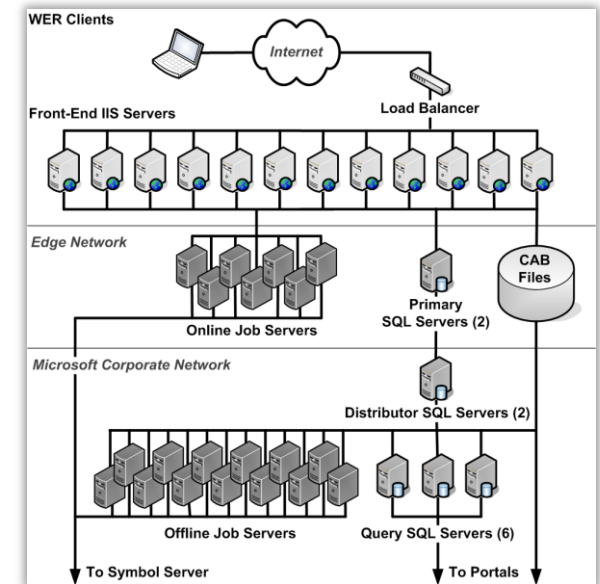 WER Clients
Internet
Load Balancer
Front-End IIS Servers
Edge Network
CAB
Files
Primary
SQL Servers (2)
Online Job Servers
Microsoft Corporate Network
Distributor SQL Servers (2)
Offline Job Servers
Query SQL Servers (6)
To Symbol Server
To Portals